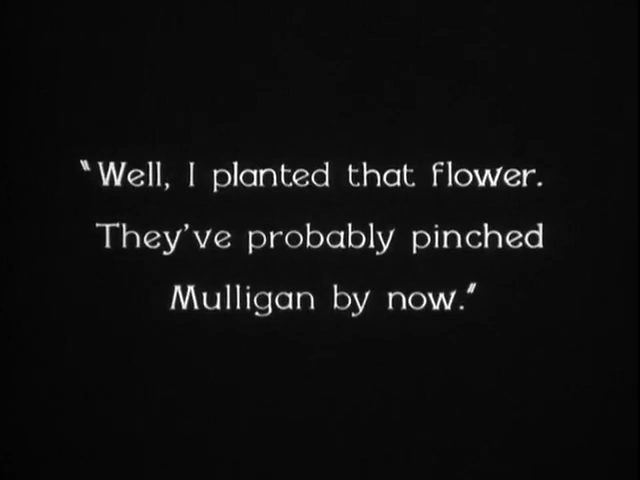 "Well, I planted that flower.
They've probably pinched
Mulligan by now."